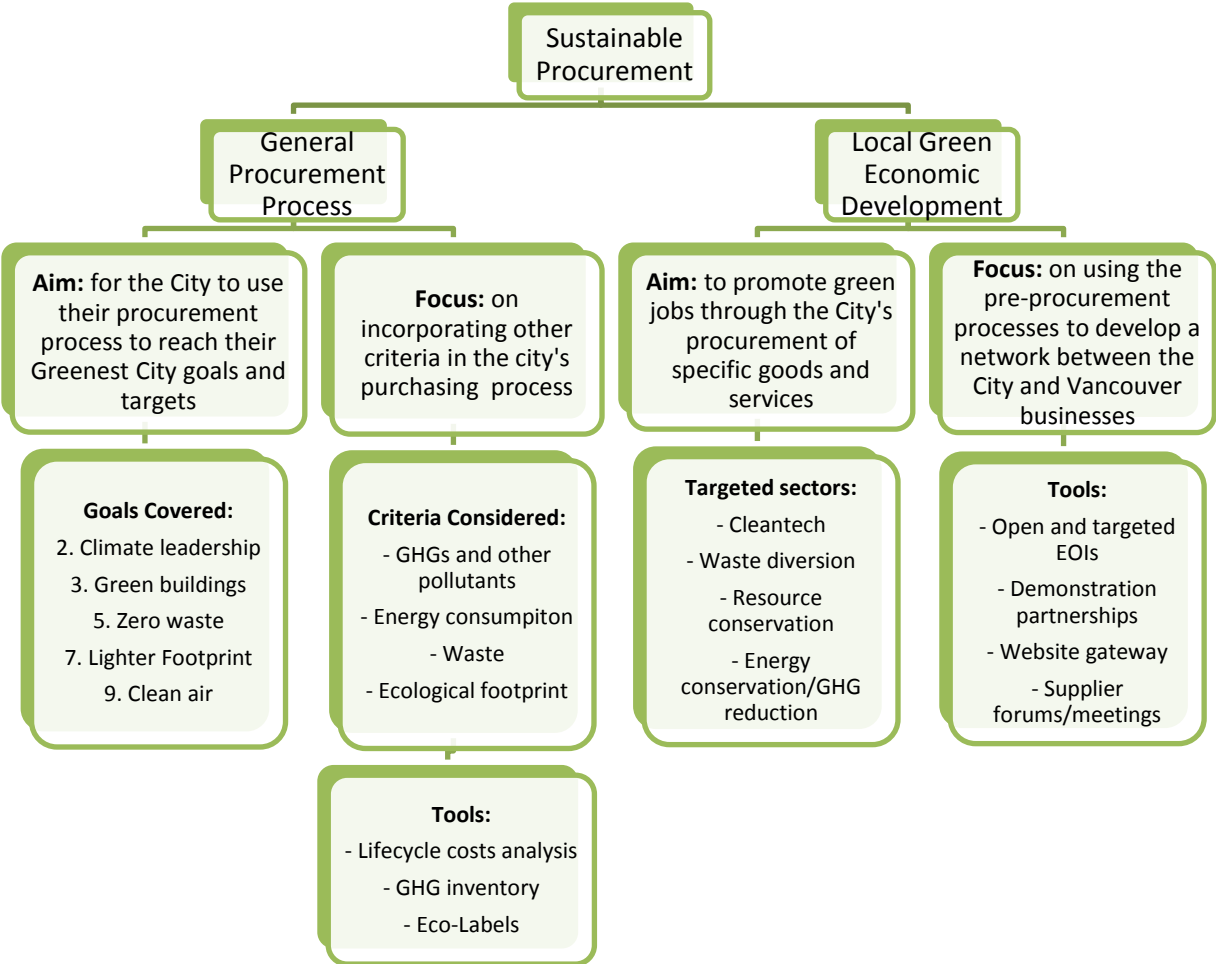 Sustainable
Procurement
General
Procurement
Process
Local Green
Economic
Development
Aim: for the City to use
their procurement
process to reach their
Greenest City goals and
targets
Focus: on
incorporating other
criteria in the city's
purchasing process
Aim: to promote green
jobs through the City's
procurement of
specific goods and
services
Focus: on using the
pre-procurement
processes to develop a
network between the
City and Vancouver
businesses
Goals Covered:
2. Climate leadership
3. Green buildings
5. Zero waste
7. Lighter Footprint
9. Clean air
Criteria Considered:
- GHGs and other
pollutants
- Energy consumpiton
- Waste
- Ecological footprint
Targeted sectors:
- Cleantech
- Waste diversion
- Resource
conservation
- Energy
conservation/GHG
reduction
Tools:
- Open and targeted
EOIs
- Demonstration
partnerships
- Website gateway
- Supplier
forums/meetings
Tools:
- Lifecycle costs analysis
- GHG inventory
- Eco-Labels